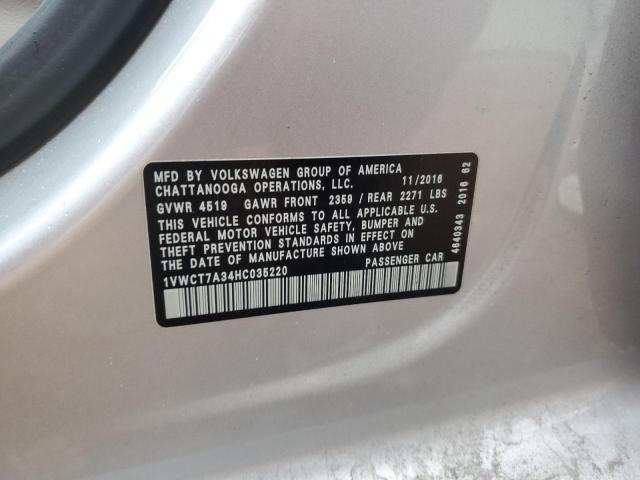 MFD BY VOLKSWAGEN GROUP OF AMERICA
CHATTANOOGA OPERATIONS, LLC. 11/2016
GVWR 4519 GAWR FRONT 2359 / REAR 2271 LBS
THIS VEHICLE CONFORMS TO ALL APPLICABLE U.S.
FEDERAL MOTOR VEHICLE SAFETY, BUMPER AND
THEFT PREVENTION STANDARDS IN EFFECT ON
THE DATE OF MANUFACTURE SHOWN ABOVE
1VWCT7A34HC035220 PASSENGER CAR
4640343 2016 62